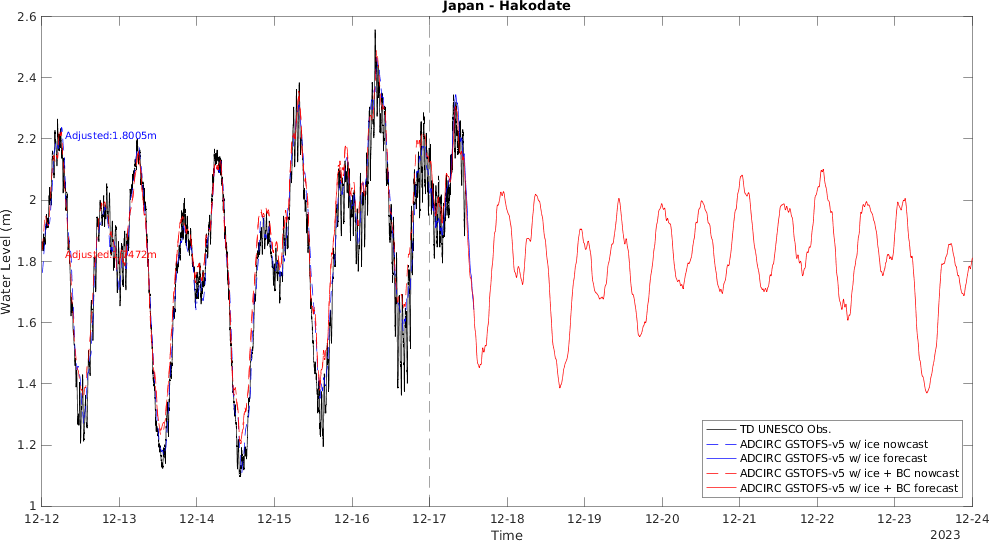 Japan - Hakodate
Water Level (m)
2.6
2.4
2.2
2
1.8
1.6
1.4
1.2
1
Adjusted:1.8005m
TD UNESCO Obs.
ADCIRC GSTOFS-v5 w/ ice nowcast
ADCIRC GSTOFS-v5 w/ ice forecast
ADCIRC GSTOFS-v5 w/ ice + BC nowcast
ADCIRC GSTOFS-v5 w/ ice + BC forecast
12-12 12-13 12-14 12-15 12-16 12-17 12-18 12-19 12-20 12-21 12-22 12-23 12-24
Time
2023